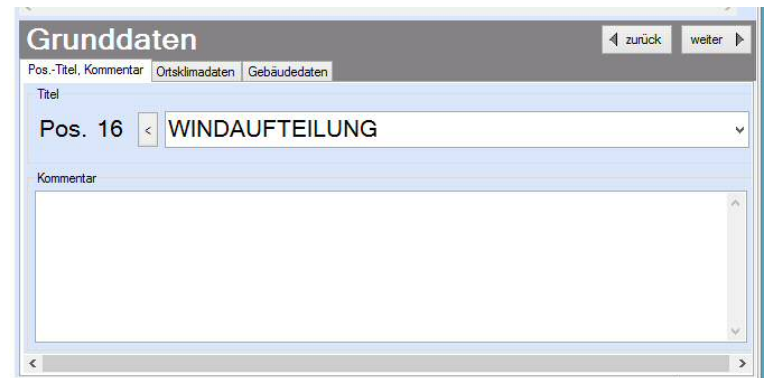 Grunddaten
zurück weiter
Pos.-Titel, Kommentar Ortsklimadaten Gebäudedaten
Titel
Pos. 16 < WINDAUFTEILUNG
Kommentar